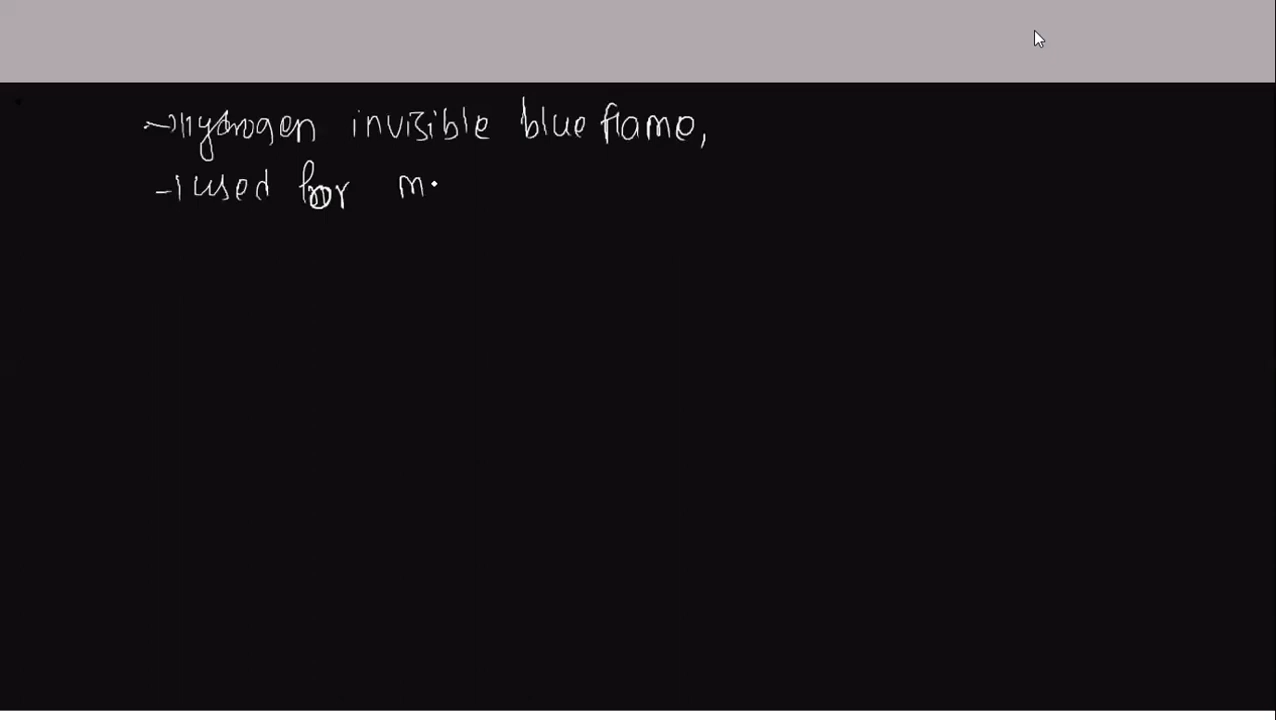 →Hydrogen invisible blue flame,
→ used for m